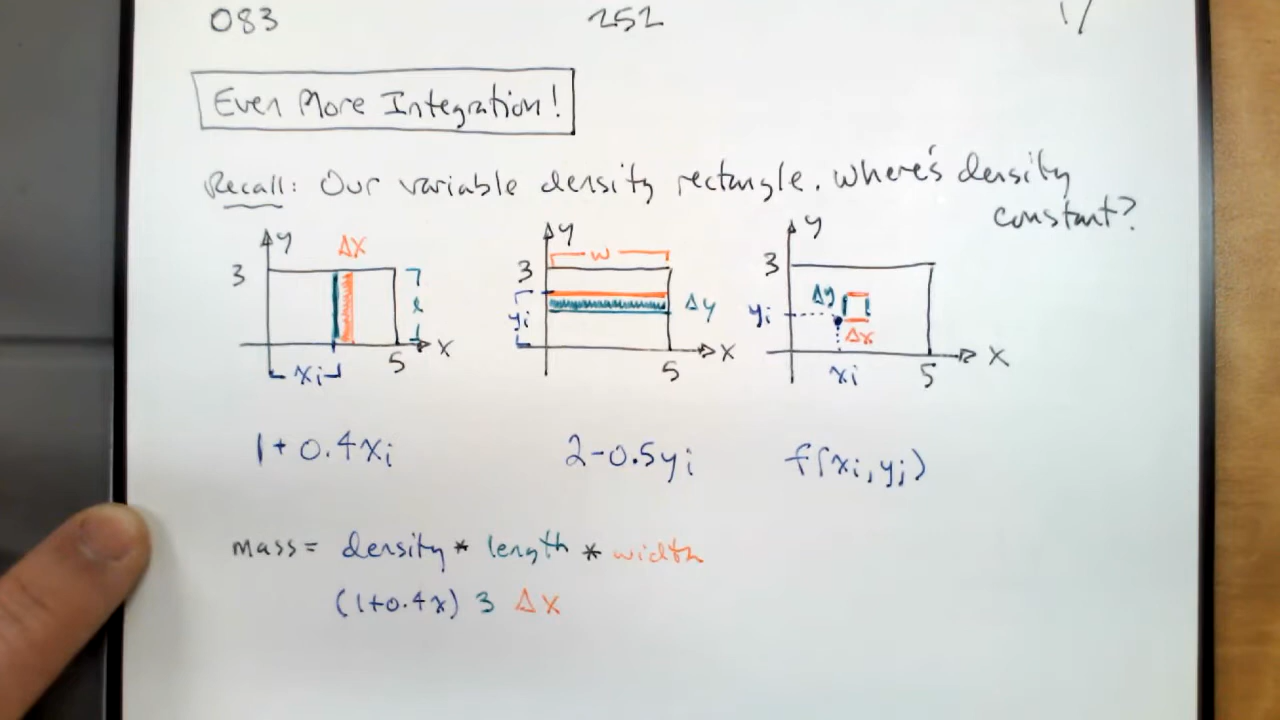 083 252 1/
Even More Integration!
Recall: Our variable density rectangle. Where's density
constant?
y Δx 3 l xi 5 x
y w 3 yi Δy 5 x
y 3 Δy yi Δx xi 5 x
1+0.4xi 2-0.5yi f(xi,yj)
mass= density * length * width
(1+0.4x) 3 Δx